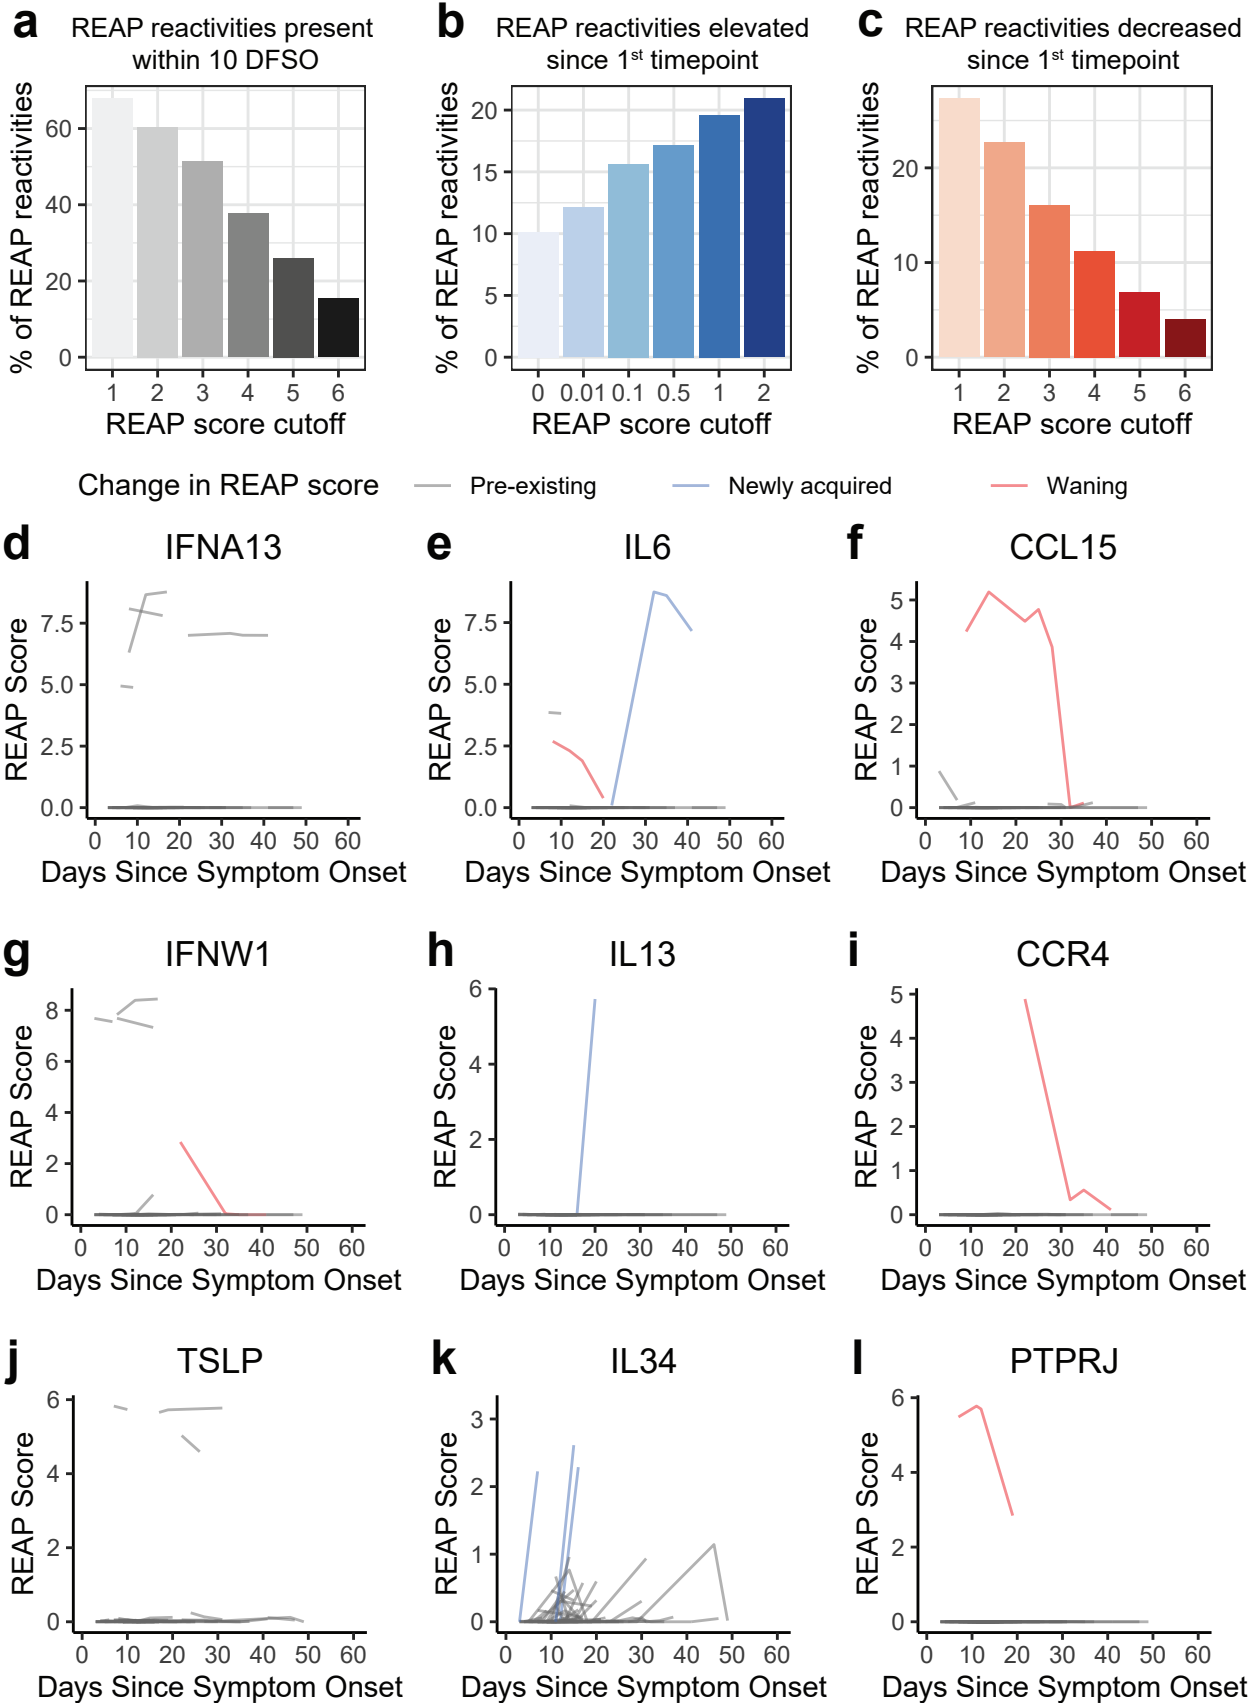 a REAP reactivities present
within 10 DFSO
% of REAP reactivities
60
40
20
0
1 2 3 4 5 6
REAP score cutoff
b REAP reactivities elevated
since 1st timepoint
% of REAP reactivities
20
15
10
5
0
0 0.01 0.1 0.5 1 2
REAP score cutoff
c REAP reactivities decreased
since 1st timepoint
% of REAP reactivities
20
10
0
1 2 3 4 5 6
REAP score cutoff
Change in REAP score Pre-existing Newly acquired Waning
d IFNA13
REAP Score
7.5
5.0
2.5
0.0
0 10 20 30 40 50 60
Days Since Symptom Onset
e IL6
REAP Score
7.5
5.0
2.5
0.0
0 10 20 30 40 50 60
Days Since Symptom Onset
f CCL15
REAP Score
5
4
3
2
1
0
0 10 20 30 40 50 60
Days Since Symptom Onset
g IFNW1
REAP Score
8
6
4
2
0
0 10 20 30 40 50 60
Days Since Symptom Onset
h IL13
REAP Score
6
4
2
0
0 10 20 30 40 50 60
Days Since Symptom Onset
i CCR4
REAP Score
5
4
3
2
1
0
0 10 20 30 40 50 60
Days Since Symptom Onset
j TSLP
REAP Score
6
4
2
0
0 10 20 30 40 50 60
Days Since Symptom Onset
k IL34
REAP Score
3
2
1
0
0 10 20 30 40 50 60
Days Since Symptom Onset
l PTPRJ
REAP Score
6
4
2
0
0 10 20 30 40 50 60
Days Since Symptom Onset